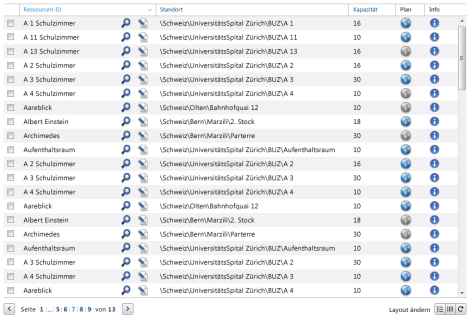 Ressourcen-ID Standort Kapazität Plan Info
A 1 Schulzimmer \Schweiz\UniversitätsSpital Zürich\BUZ\A 1 16
A 11 Schulzimmer \Schweiz\UniversitätsSpital Zürich\BUZ\A 11 10
A 13 Schulzimmer \Schweiz\UniversitätsSpital Zürich\BUZ\A 13 16
A 2 Schulzimmer \Schweiz\UniversitätsSpital Zürich\BUZ\A 2 16
A 3 Schulzimmer \Schweiz\UniversitätsSpital Zürich\BUZ\A 3 30
A 4 Schulzimmer \Schweiz\UniversitätsSpital Zürich\BUZ\A 4 10
Aareblick \Schweiz\Olten\Bahnhofquai 12 10
Albert Einstein \Schweiz\Bern\Marzili\2. Stock 18
Archimedes \Schweiz\Bern\Marzili\Parterre 30
Aufenthaltsraum \Schweiz\UniversitätsSpital Zürich\BUZ\Aufenthaltsraum 10
A 2 Schulzimmer \Schweiz\UniversitätsSpital Zürich\BUZ\A 2 16
A 3 Schulzimmer \Schweiz\UniversitätsSpital Zürich\BUZ\A 3 30
A 4 Schulzimmer \Schweiz\UniversitätsSpital Zürich\BUZ\A 4 10
Aareblick \Schweiz\Olten\Bahnhofquai 12 10
Albert Einstein \Schweiz\Bern\Marzili\2. Stock 18
Archimedes \Schweiz\Bern\Marzili\Parterre 30
Aufenthaltsraum \Schweiz\UniversitätsSpital Zürich\BUZ\Aufenthaltsraum 10
A 3 Schulzimmer \Schweiz\UniversitätsSpital Zürich\BUZ\A 2 30
A 4 Schulzimmer \Schweiz\UniversitätsSpital Zürich\BUZ\A 3 10
Aareblick \Schweiz\UniversitätsSpital Zürich\BUZ\A 4 10
Seite 1 |...| 5 | 6 | 7 | 8 | 9 von 13 Layout ändern